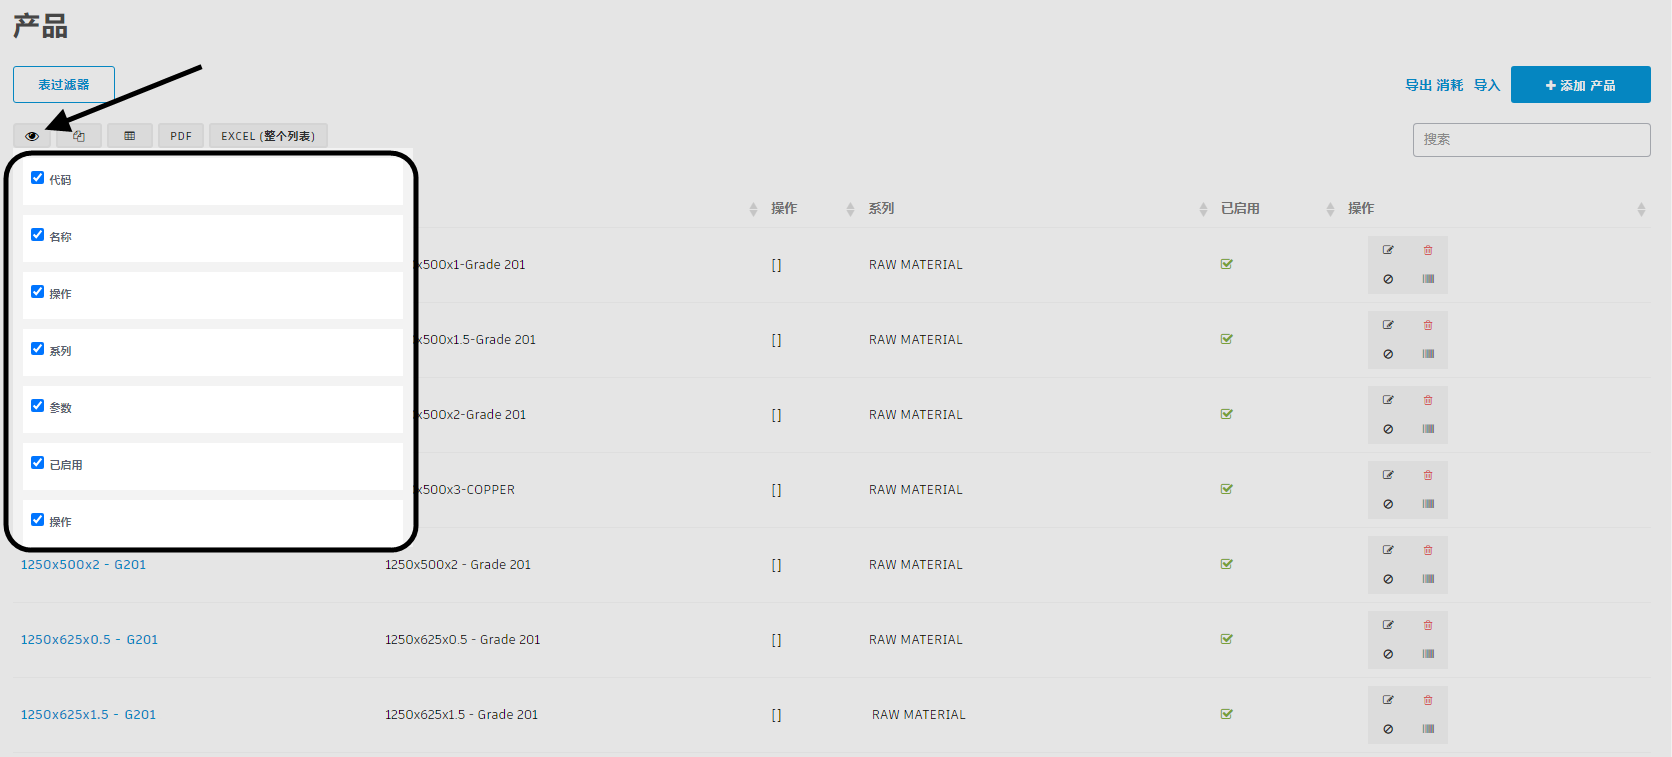 产品
表过滤器
导出 消耗 导入 添加 产品
PDF EXCEL (整个列表)
搜索
代码
名称
操作
系列
参数
已启用
操作
操作 系列 已启用 操作
x500x1-Grade 201 [] RAW MATERIAL
x500x1.5-Grade 201 [] RAW MATERIAL
x500x2-Grade 201 [] RAW MATERIAL
x500x3-COPPER [] RAW MATERIAL
1250x500x2 - G201 1250x500x2 - Grade 201 [] RAW MATERIAL
1250x625x0.5 - G201 1250x625x0.5 - Grade 201 [] RAW MATERIAL
1250x625x1.5 - G201 1250x625x1.5 - Grade 201 [] RAW MATERIAL